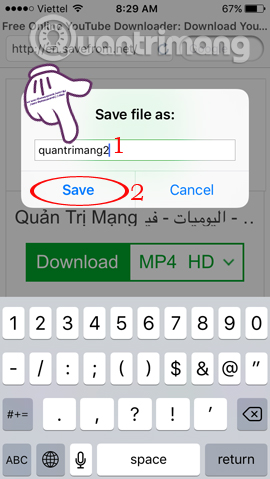 Viettel 8:29 AM 67%
Free Online YouTube Downloader: Download You...
http://en.savefrom.net/
Quantrimang
Save file as:
quantrimang2 1
Save 2 Cancel
Quản Trị Mạng - اليوميات - في ...
Download MP4 HD
1 2 3 4 5 6 7 8 9 0
- / : ; ( ) $ & @ "
#+= . , ? ! ’
ABC space return